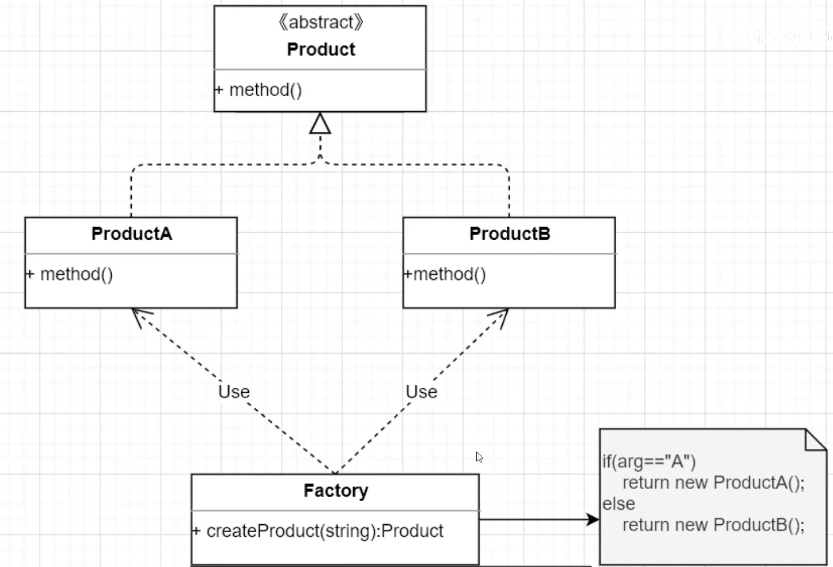 《abstract》
Product
+ method()
ProductA
+ method()
ProductB
+method()
Use
Use
Factory
+ createProduct(string):Product
if(arg=="A")
return new ProductA();
else
return new ProductB();